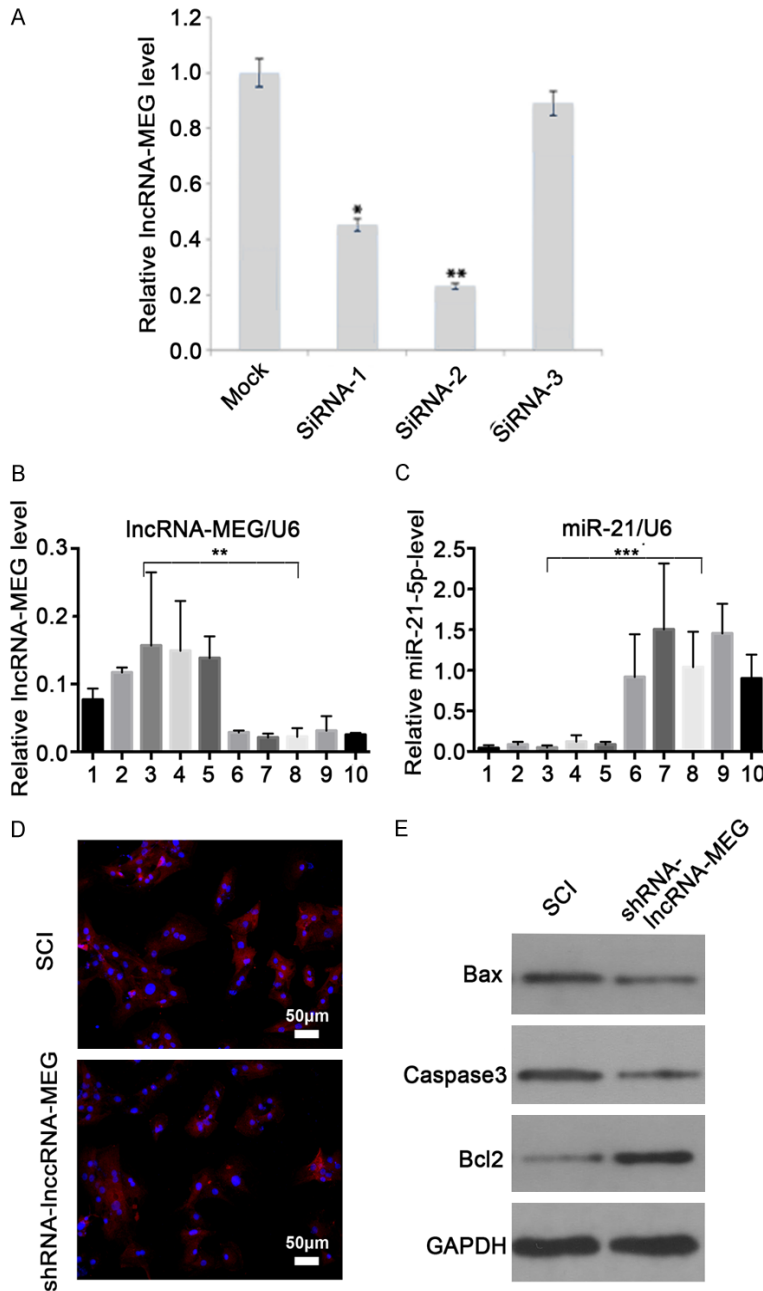 A
Relative lncRNA-MEG level
1.2
1.0
0.8
0.6
0.4
0.2
0.0
*
**
Mock
SiRNA-1
SiRNA-2
SiRNA-3
B
lncRNA-MEG/U6
Relative lncRNA-MEG level
0.3
0.2
0.1
0.0
**
1 2 3 4 5 6 7 8 9 10
C
miR-21/U6
Relative miR-21-5p-level
2.5
2.0
1.5
1.0
0.5
0.0
***
1 2 3 4 5 6 7 8 9 10
D
SCI
50μm
shRNA-lnccRNA-MEG
50μm
E
SCI
shRNA-
lncRNA-MEG
Bax
Caspase3
Bcl2
GAPDH